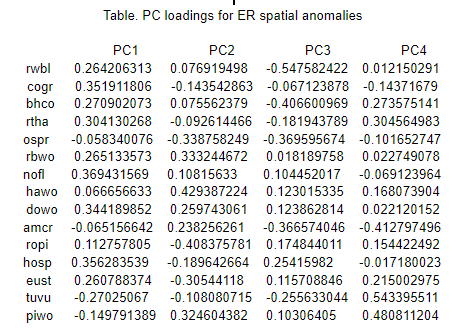 Table. PC loadings for ER spatial anomalies
PC1 PC2 PC3 PC4
rwbl 0.264206313 0.076919498 -0.547582422 0.012150291
cogr 0.351911806 -0.143542863 -0.067123878 -0.14371679
bhco 0.270902073 0.075562379 -0.406600969 0.273575141
rtha 0.304130268 -0.092614466 -0.181943789 0.304564983
ospr -0.058340076 -0.338758249 -0.369595674 -0.101652747
rbwo 0.265133573 0.333244672 0.018189758 0.022749078
nofl 0.369431569 0.10815633 0.104452017 -0.069123964
hawo 0.066656633 0.429387224 0.123015335 0.168073904
dowo 0.344189852 0.259743061 0.123862814 0.022120152
amcr -0.065156642 0.238256261 -0.366574046 -0.412797496
ropi 0.112757805 -0.408375781 0.174844011 0.154422492
hosp 0.356283539 -0.189642664 0.25415982 -0.017180023
eust 0.260788374 -0.30544118 0.115708846 0.215002975
tuvu -0.27025067 -0.108080715 -0.255633044 0.543395511
piwo -0.149791389 0.324604382 0.10306405 0.480811204